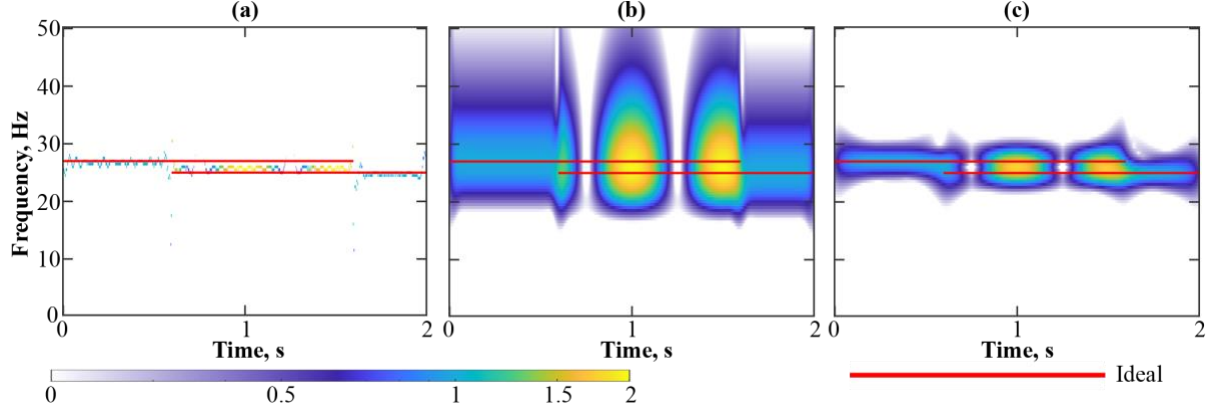 (a) (b) (c)
50
40
30
20
10
0
Frequency, Hz
0 1 2 0 1 2 0 1 2
Time, s Time, s Time, s
0 0.5 1 1.5 2
Ideal